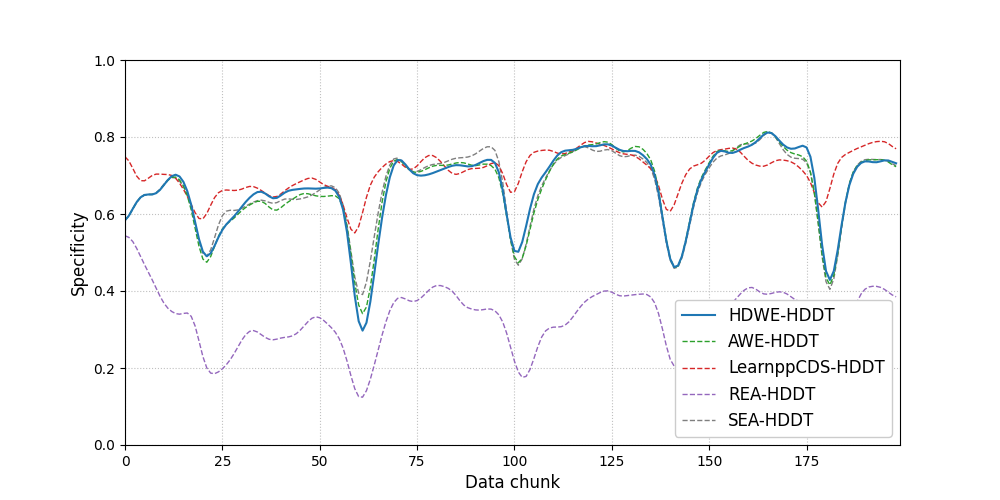 1.0
0.8
0.6
0.4
0.2
0.0
Specificity
0 25 50 75 100 125 150 175
Data chunk
HDWE-HDDT
AWE-HDDT
LearnppCDS-HDDT
REA-HDDT
SEA-HDDT